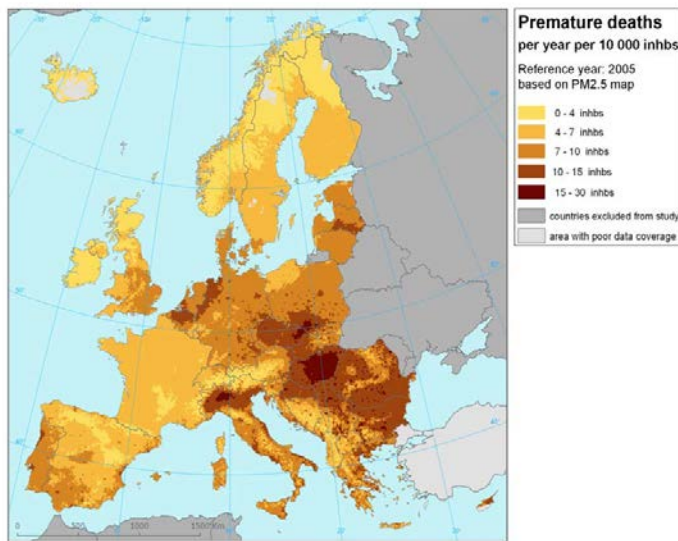 Premature deaths
per year per 10 000 inhbs
Reference year: 2005
based on PM2.5 map
0 - 4 inhbs
4 - 7 inhbs
7 - 10 inhbs
10 - 15 inhbs
15 - 30 inhbs
countries excluded from study
area with poor data coverage
0 500 1000 1500 Km